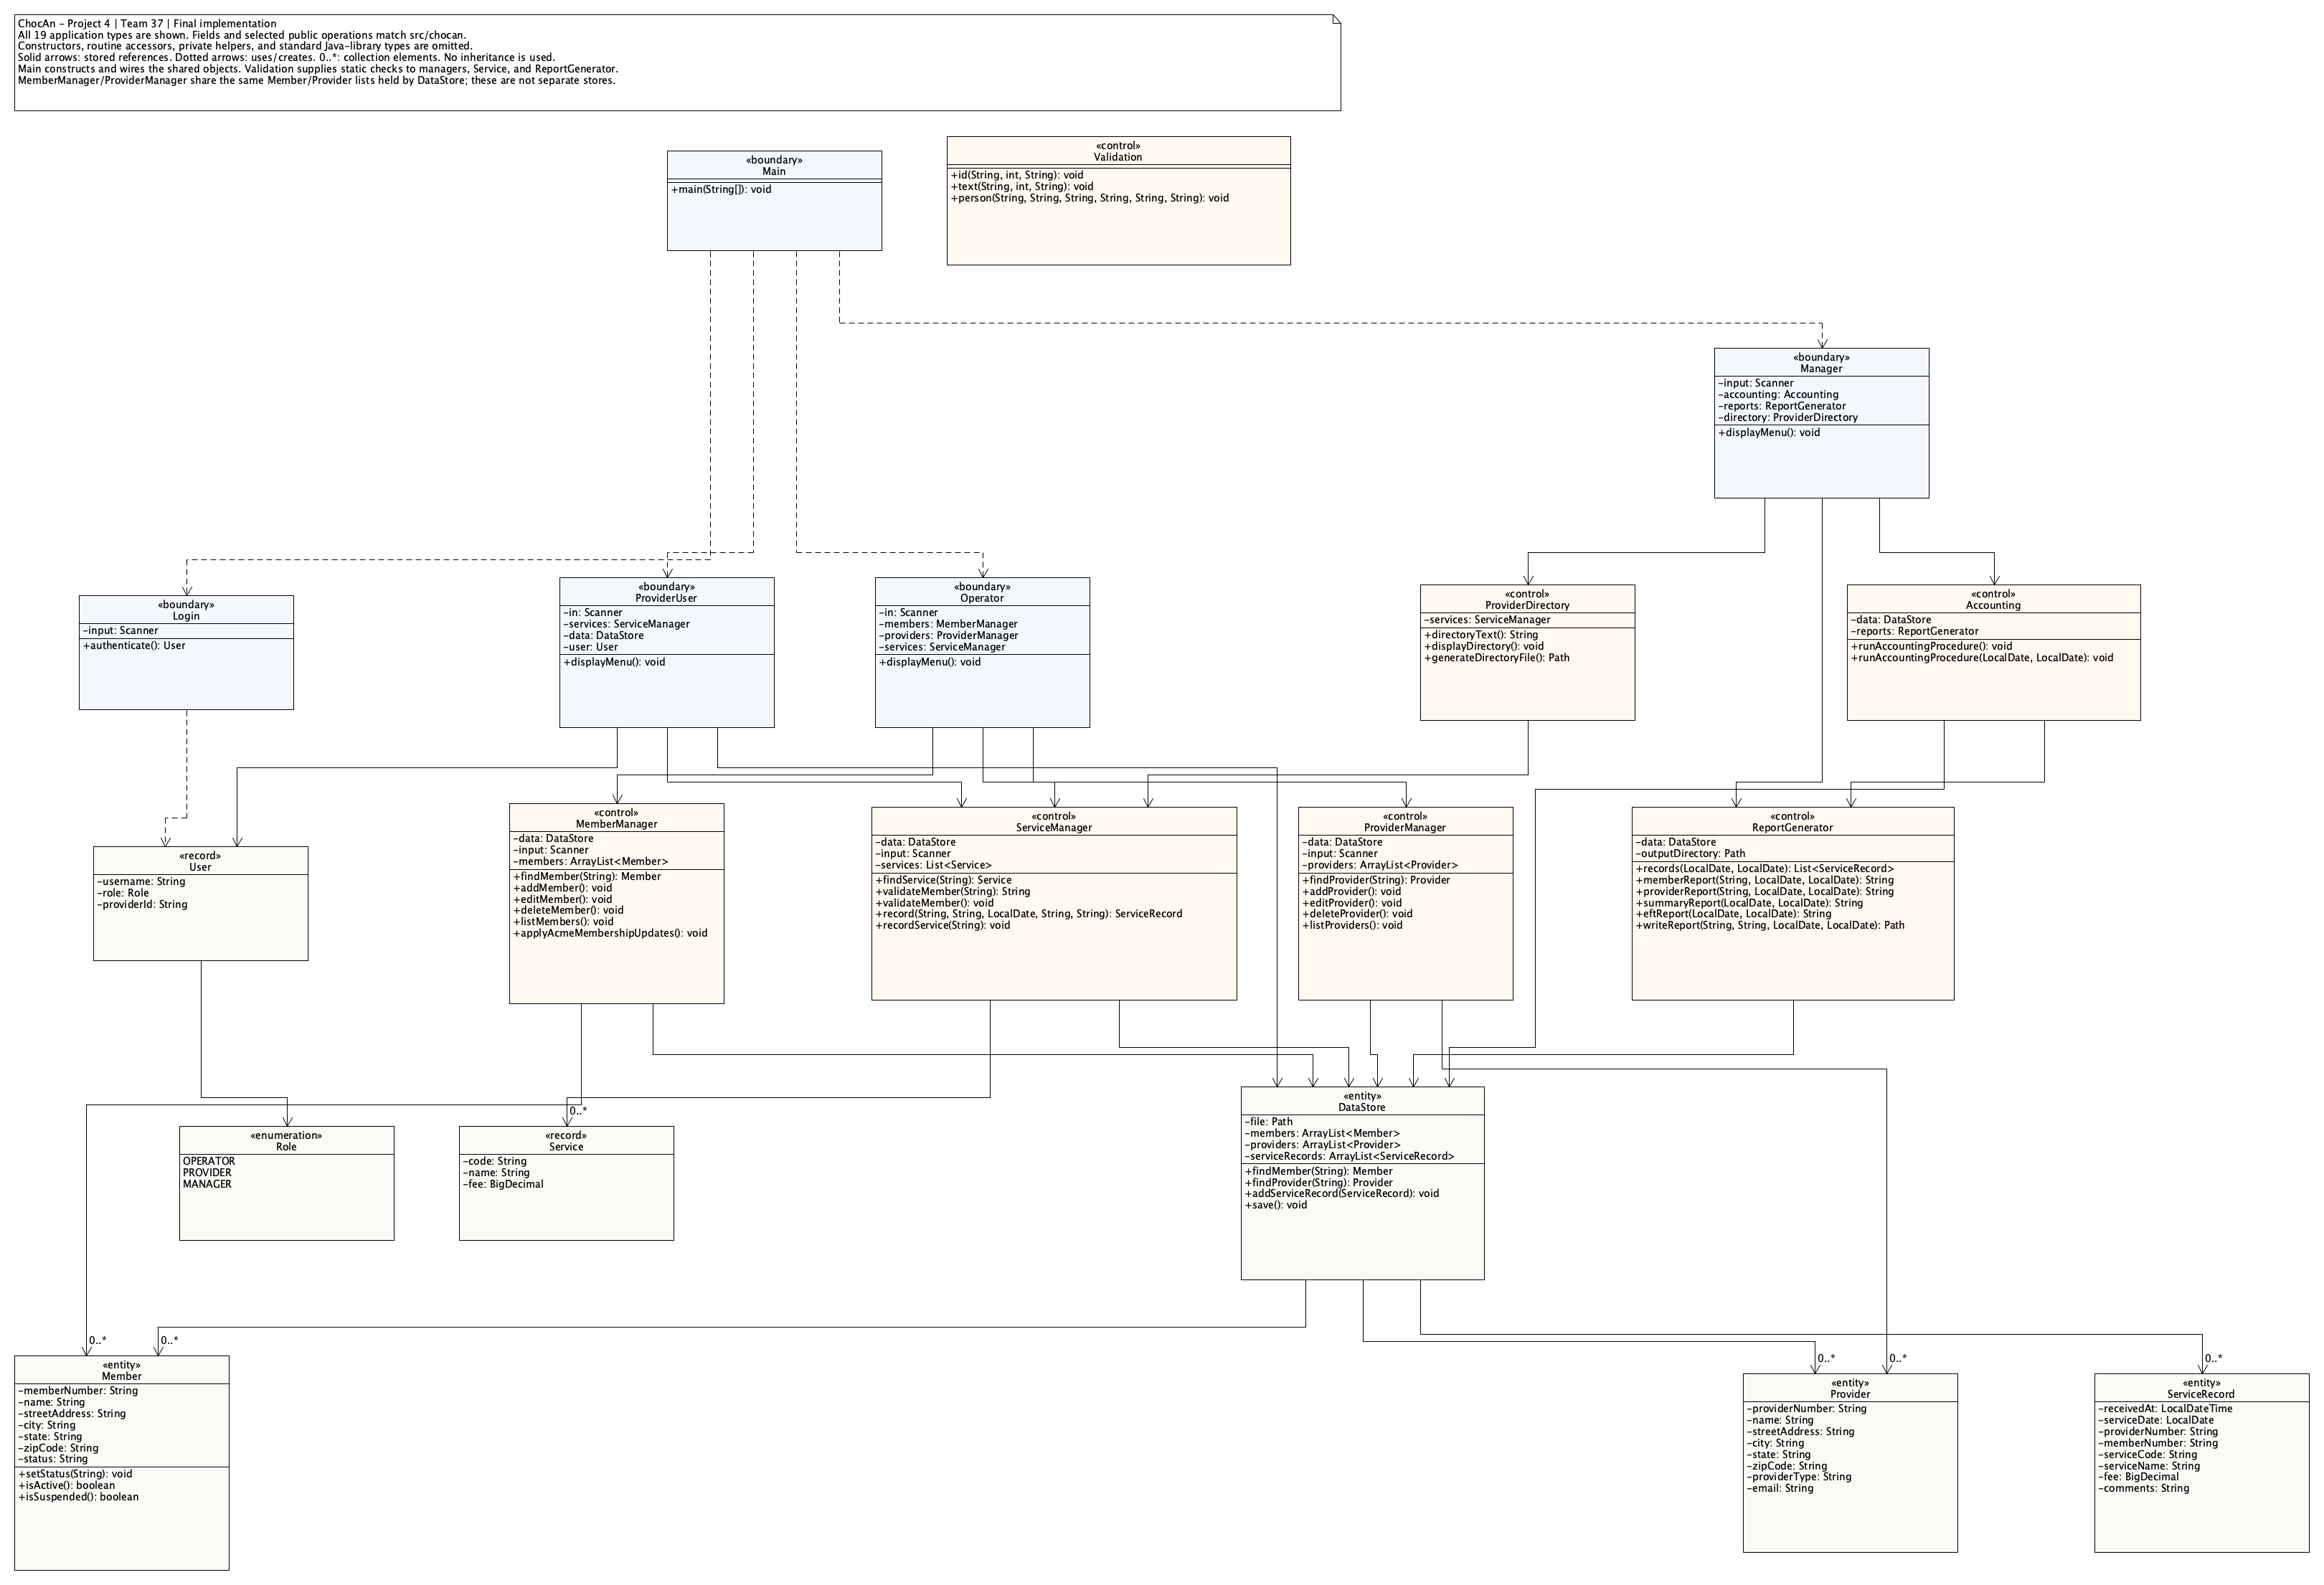 ChocAn - Project 4 | Team 37 | Final implementation
All 19 application types are shown. Fields and selected public operations match src/chocan.
Constructors, routine accessors, private helpers, and standard Java-library types are omitted.
Solid arrows: stored references. Dotted arrows: uses/creates. 0..*: collection elements. No inheritance is used.
Main constructs and wires the shared objects. Validation supplies static checks to managers, Service, and ReportGenerator.
MemberManager/ProviderManager share the same Member/Provider lists held by DataStore; these are not separate stores.
«boundary»
Main
+main(String[]): void
«control»
Validation
+id(String, int, String): void
+text(String, int, String): void
+person(String, String, String, String, String, String): void
«boundary»
Manager
-input: Scanner
-accounting: Accounting
-reports: ReportGenerator
-directory: ProviderDirectory
+displayMenu(): void
«boundary»
Login
-input: Scanner
+authenticate(): User
«boundary»
ProviderUser
-in: Scanner
-services: ServiceManager
-data: DataStore
-user: User
+displayMenu(): void
«boundary»
Operator
-in: Scanner
-members: MemberManager
-providers: ProviderManager
-services: ServiceManager
+displayMenu(): void
«control»
ProviderDirectory
-services: ServiceManager
+directoryText(): String
+displayDirectory(): void
+generateDirectoryFile(): Path
«control»
Accounting
-data: DataStore
-reports: ReportGenerator
+runAccountingProcedure(): void
+runAccountingProcedure(LocalDate, LocalDate): void
«record»
User
-username: String
-role: Role
-providerId: String
«control»
MemberManager
-data: DataStore
-input: Scanner
-members: ArrayList<Member>
+findMember(String): Member
+addMember(): void
+editMember(): void
+deleteMember(): void
+listMembers(): void
+applyAcmeMembershipUpdates(): void
«control»
ServiceManager
-data: DataStore
-input: Scanner
-services: List<Service>
+findService(String): Service
+validateMember(String): String
+validateMember(): void
+record(String, String, LocalDate, String, String): ServiceRecord
+recordService(String): void
«control»
ProviderManager
-data: DataStore
-input: Scanner
-providers: ArrayList<Provider>
+findProvider(String): Provider
+addProvider(): void
+editProvider(): void
+deleteProvider(): void
+listProviders(): void
«control»
ReportGenerator
-data: DataStore
-outputDirectory: Path
+records(LocalDate, LocalDate): List<ServiceRecord>
+memberReport(String, LocalDate, LocalDate): String
+providerReport(String, LocalDate, LocalDate): String
+summaryReport(LocalDate, LocalDate): String
+eftReport(LocalDate, LocalDate): String
+writeReport(String, String, LocalDate, LocalDate): Path
«enumeration»
Role
OPERATOR
PROVIDER
MANAGER
0..*
«record»
Service
-code: String
-name: String
-fee: BigDecimal
«entity»
DataStore
-file: Path
-members: ArrayList<Member>
-providers: ArrayList<Provider>
-serviceRecords: ArrayList<ServiceRecord>
+findMember(String): Member
+findProvider(String): Provider
+addServiceRecord(ServiceRecord): void
+save(): void
0..*
0..*
«entity»
Member
-memberNumber: String
-name: String
-streetAddress: String
-city: String
-state: String
-zipCode: String
-status: String
+setStatus(String): void
+isActive(): boolean
+isSuspended(): boolean
0..*
0..*
«entity»
Provider
-providerNumber: String
-name: String
-streetAddress: String
-city: String
-state: String
-zipCode: String
-providerType: String
-email: String
0..*
«entity»
ServiceRecord
-receivedAt: LocalDateTime
-serviceDate: LocalDate
-providerNumber: String
-memberNumber: String
-serviceCode: String
-serviceName: String
-fee: BigDecimal
-comments: String